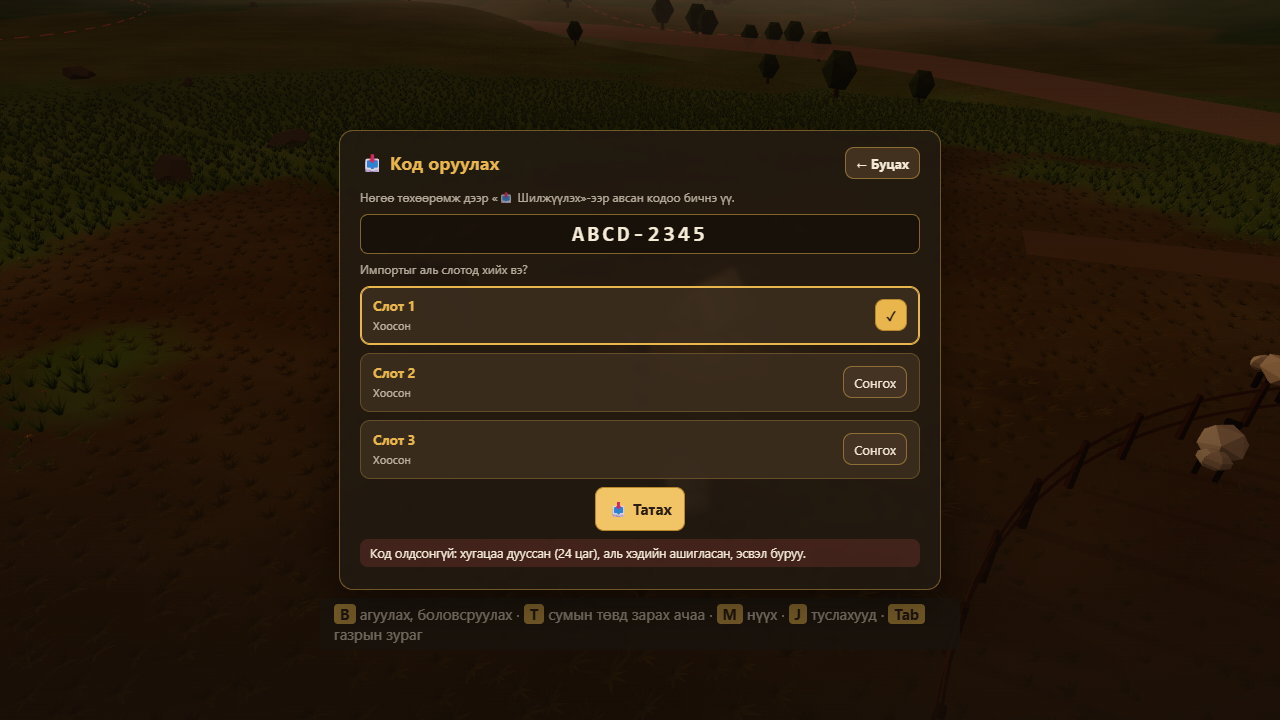 Код оруулах
← Буцах
Нөгөө төхөөрөмж дээр «📥 Шилжүүлэх»-ээр авсан кодоо бичнэ үү.
ABCD-2345
Импортыг аль слотод хийх вэ?
Слот 1
Хоосон
✓
Слот 2
Хоосон
Сонгох
Слот 3
Хоосон
Сонгох
Татах
Код олдсонгүй: хугацаа дууссан (24 цаг), аль хэдийн ашигласан, эсвэл буруу.
B агуулах, боловсруулах · T сумын төвд зарах ачаа · M нүүх · J туслахууд · Tab
газрын зураг